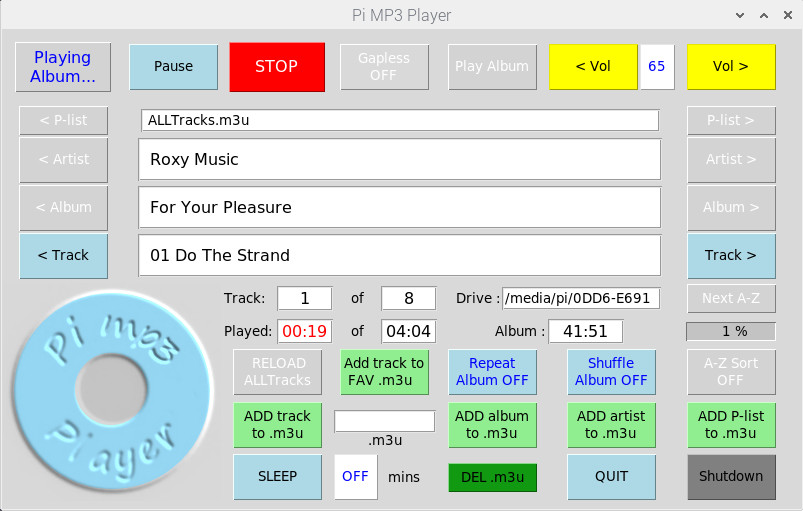 Pi MP3 Player
Playing
Album...
Pause
STOP
Gapless
OFF
Play Album
< Vol
65
Vol >
< P-list
ALLTracks.m3u
P-list >
< Artist
Roxy Music
Artist >
< Album
For Your Pleasure
Album >
< Track
01 Do The Strand
Track >
Track:
1
of
8
Drive :
/media/pi/0DD6-E691
Next A-Z
Played:
00:19
of
04:04
Album :
41:51
1 %
Pi mp3
Player
RELOAD
ALLTracks
Add track to
FAV .m3u
Repeat
Album OFF
Shuffle
Album OFF
A-Z Sort
OFF
ADD track
to .m3u
.m3u
ADD album
to .m3u
ADD artist
to .m3u
ADD P-list
to .m3u
SLEEP
OFF
mins
DEL .m3u
QUIT
Shutdown